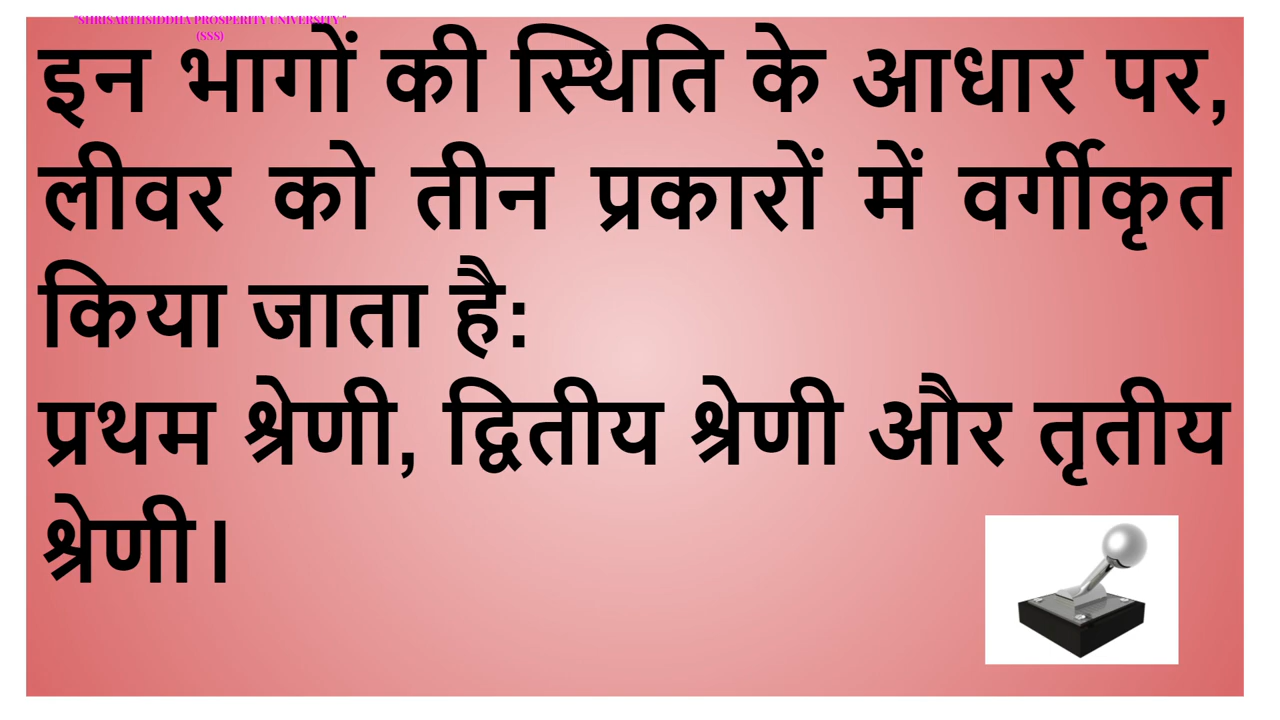 "SHRISARTHSIDDHA PROSPERITY UNIVERSITY "
(SSS)
इन भागों की स्थिति के आधार पर,
लीवर को तीन प्रकारों में वर्गीकृत
किया जाता है:
प्रथम श्रेणी, द्वितीय श्रेणी और तृतीय
श्रेणी।